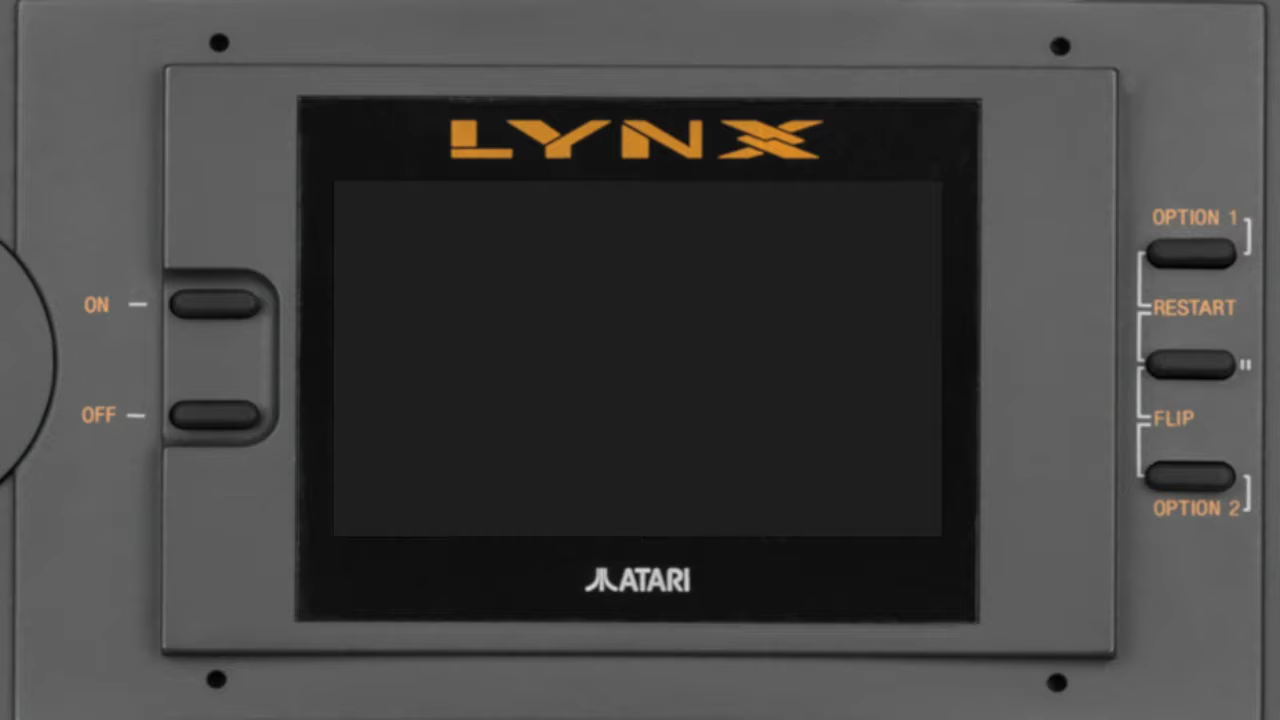 LYNX
OPTION 1
ON
RESTART
OFF
FLIP
OPTION 2
ATARI